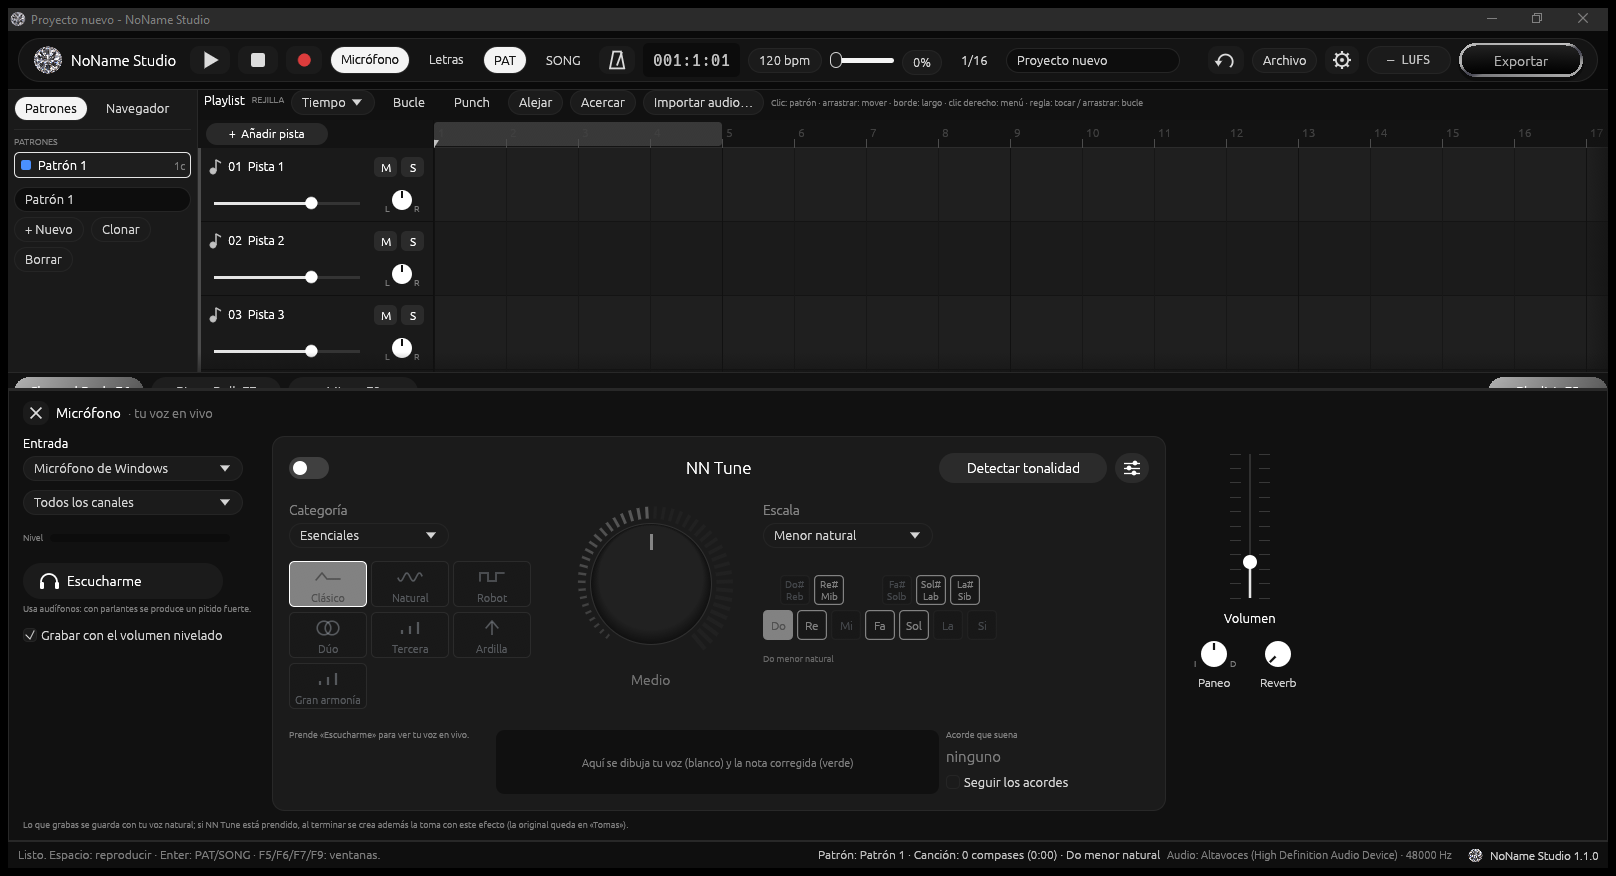 Proyecto nuevo - NoName Studio
NoName Studio Micrófono Letras PAT SONG 001:1:01 120 bpm 0% 1/16 Proyecto nuevo Archivo – LUFS Exportar
Patrones Navegador
Playlist REJILLA Tiempo Bucle Punch Alejar Acercar Importar audio... Clic: patrón · arrastrar: mover · borde: largo · clic derecho: menú · regla: tocar / arrastrar: bucle
+ Añadir pista
2 3 4 5 6 7 8 9 10 11 12 13 14 15 16 17
PATRONES
Patrón 1 1c
Patrón 1
+ Nuevo Clonar
Borrar
01 Pista 1 M S
L R
02 Pista 2 M S
L R
03 Pista 3 M S
L R
Micrófono · tu voz en vivo
Entrada
Micrófono de Windows
Todos los canales
Nivel
Escucharme
Usa audífonos: con parlantes se produce un pitido fuerte.
Grabar con el volumen nivelado
NN Tune
Detectar tonalidad
Categoría
Esenciales
Clásico Natural Robot
Dúo Tercera Ardilla
Gran armonía
Medio
Escala
Menor natural
Do# Re# Fa# Sol# La#
Reb Mib Solb Lab Sib
Do Re Mi Fa Sol La Si
Do menor natural
Prende «Escucharme» para ver tu voz en vivo.
Aquí se dibuja tu voz (blanco) y la nota corregida (verde)
Acorde que suena
ninguno
Seguir los acordes
Volumen
I D
Paneo Reverb
Lo que grabas se guarda con tu voz natural; si NN Tune está prendido, al terminar se crea además la toma con este efecto (la original queda en «Tomas»).
Listo. Espacio: reproducir · Enter: PAT/SONG · F5/F6/F7/F9: ventanas.
Patrón: Patrón 1 · Canción: 0 compases (0:00) · Do menor natural Audio: Altavoces (High Definition Audio Device) · 48000 Hz NoName Studio 1.1.0